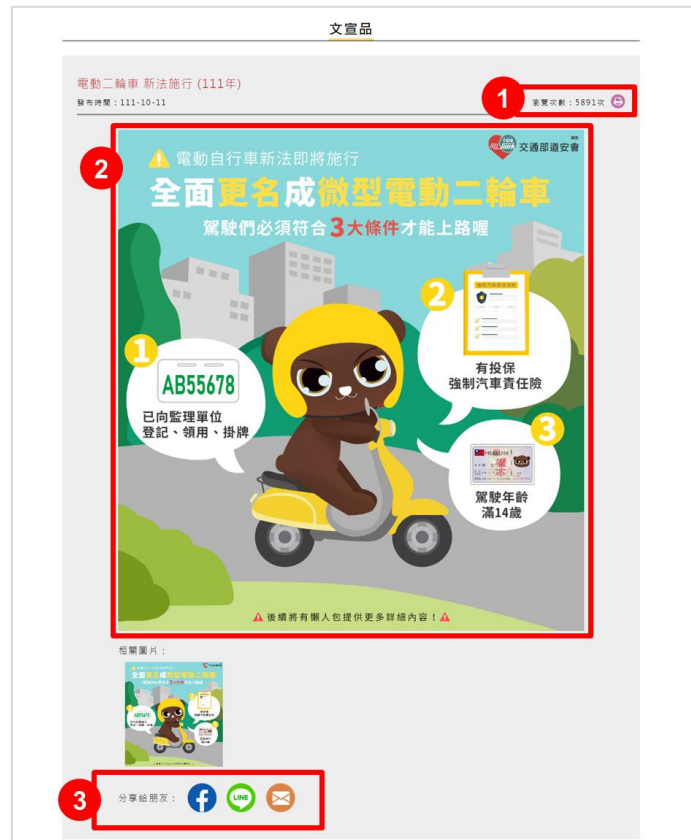 文宣品
電動二輪車 新法施行 (111年)
發布時間：111-10-11
1
瀏覽次數：5891次
2
交通部道安會
電動自行車新法即將施行
全面更名成微型電動二輪車
駕駛們必須符合3大條件才能上路喔
2
有投保
強制汽車責任險
1
AB55678
已向監理單位
登記、領用、掛牌
3
駕駛年齡
滿14歲
後續將有懶人包提供更多詳細內容！
相關圖片：
3
分享給朋友：
LINE